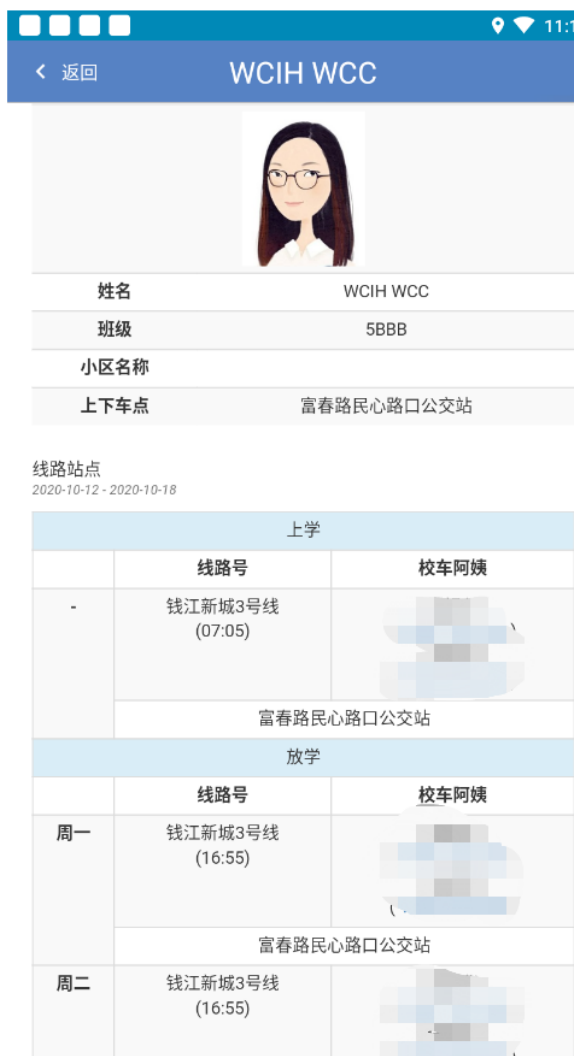 11:1
返回
WCIH WCC
姓名 WCIH WCC
班级 5BBB
小区名称
上下车点 富春路民心路口公交站
线路站点
2020-10-12 - 2020-10-18
上学
线路号 校车阿姨
- 钱江新城3号线
(07:05)
富春路民心路口公交站
放学
线路号 校车阿姨
周一 钱江新城3号线
(16:55)
富春路民心路口公交站
周二 钱江新城3号线
(16:55)